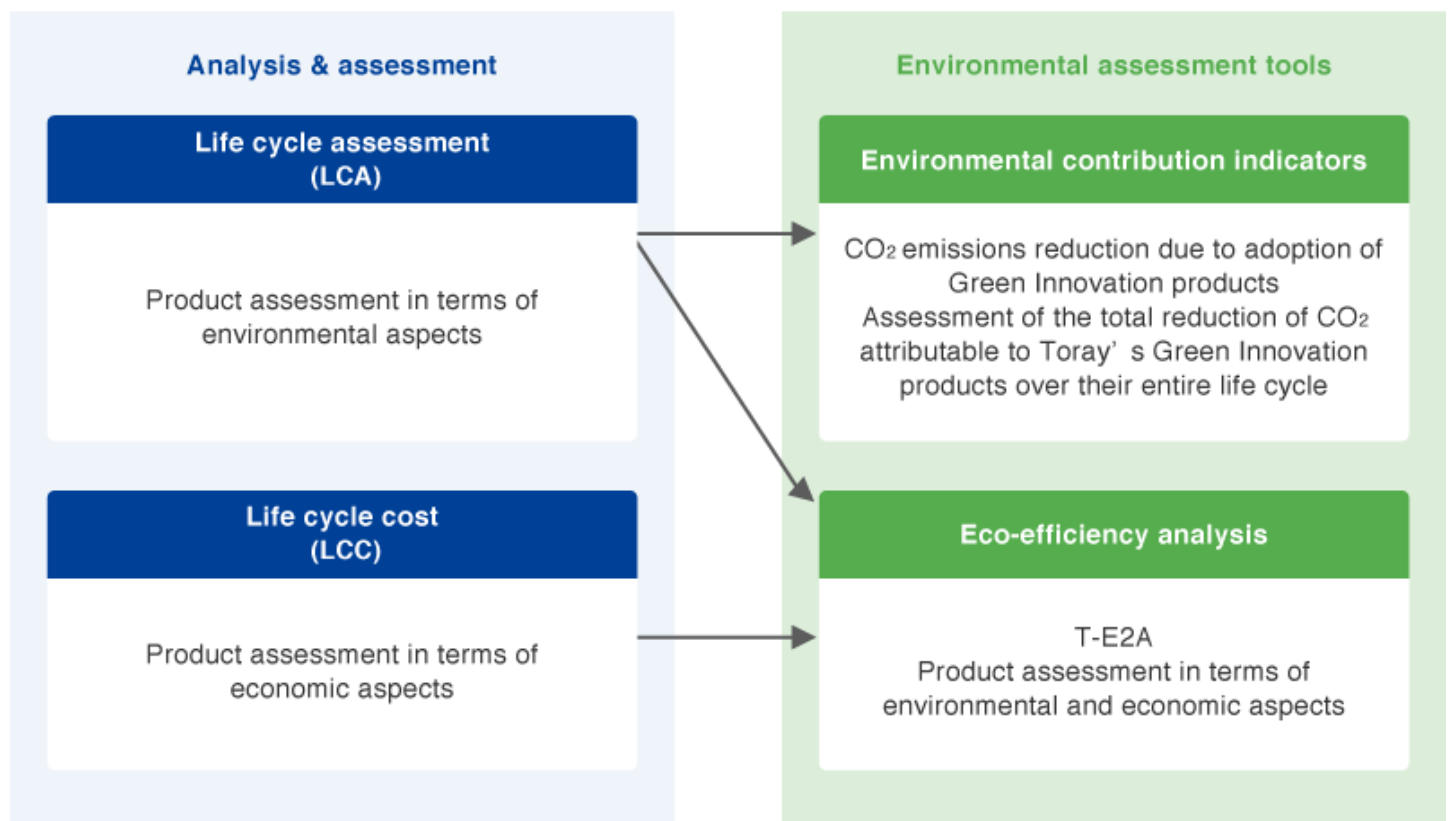 Analysis & assessment
Life cycle assessment
(LCA)
Product assessment in terms of
environmental aspects
Life cycle cost
(LCC)
Product assessment in terms of
economic aspects
Environmental assessment tools
Environmental contribution indicators
CO₂ emissions reduction due to adoption of
Green Innovation products
Assessment of the total reduction of CO₂
attributable to Toray’ s Green Innovation
products over their entire life cycle
Eco-efficiency analysis
T-E2A
Product assessment in terms of
environmental and economic aspects